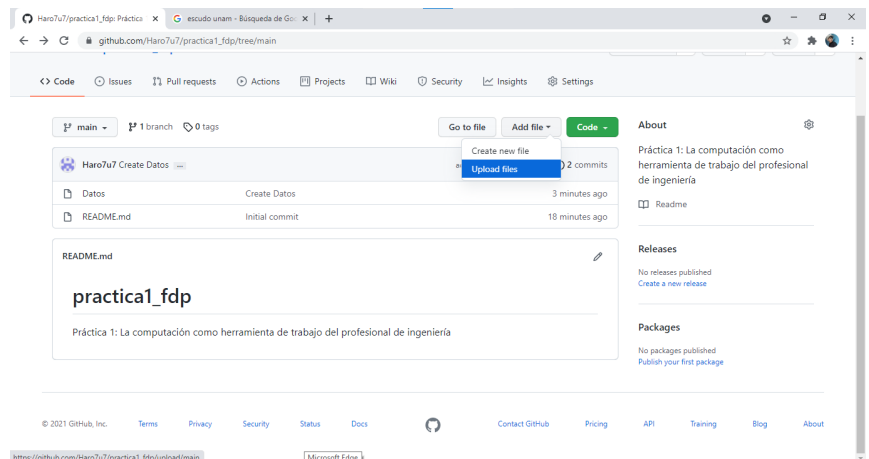 Haro7u7/practica1_fdp: Práctica
escudo unam - Búsqueda de Goo
github.com/Haro7u7/practica1_fdp/tree/main
Code Issues Pull requests Actions Projects Wiki Security Insights Settings
main 1 branch 0 tags Go to file Add file Code
Create new file
Upload files
Haro7u7 Create Datos ... 2 commits
Datos Create Datos 3 minutes ago
README.md Initial commit 18 minutes ago
README.md
practica1_fdp
Práctica 1: La computación como herramienta de trabajo del profesional de ingeniería
About
Práctica 1: La computación como
herramienta de trabajo del profesional
de ingeniería
Readme
Releases
No releases published
Create a new release
Packages
No packages published
Publish your first package
© 2021 GitHub, Inc. Terms Privacy Security Status Docs Contact GitHub Pricing API Training Blog About
https://github.com/Haro7u7/practica1_fdp/upload/main
Microsoft Edge